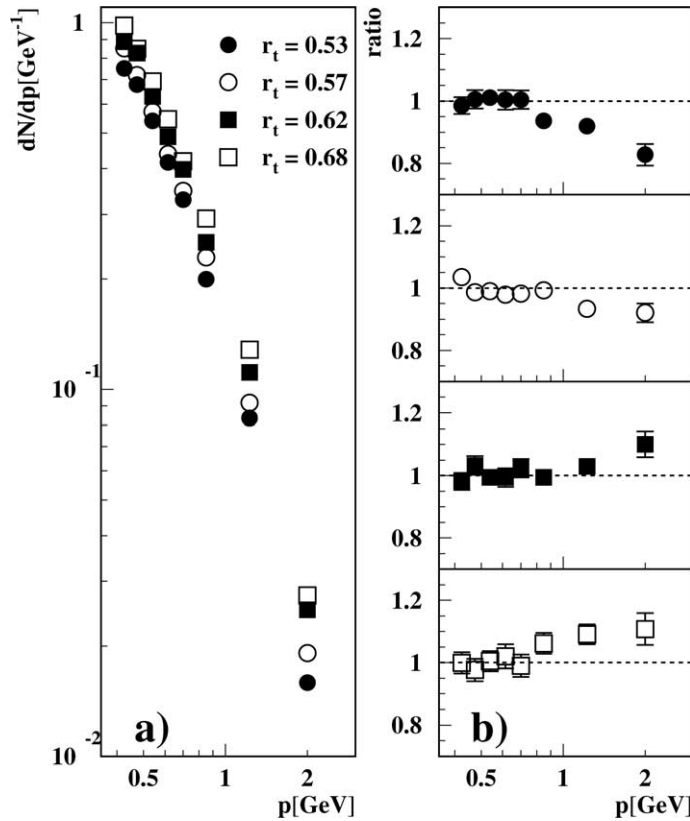 dN/dp[GeV⁻¹]
1
10⁻¹
10⁻²
r_t = 0.53
r_t = 0.57
r_t = 0.62
r_t = 0.68
a)
0.5 1 2
p[GeV]
ratio
1.2
1
0.8
1.2
1
0.8
1.2
1
0.8
1.2
1
0.8
b)
0.5 1 2
p[GeV]